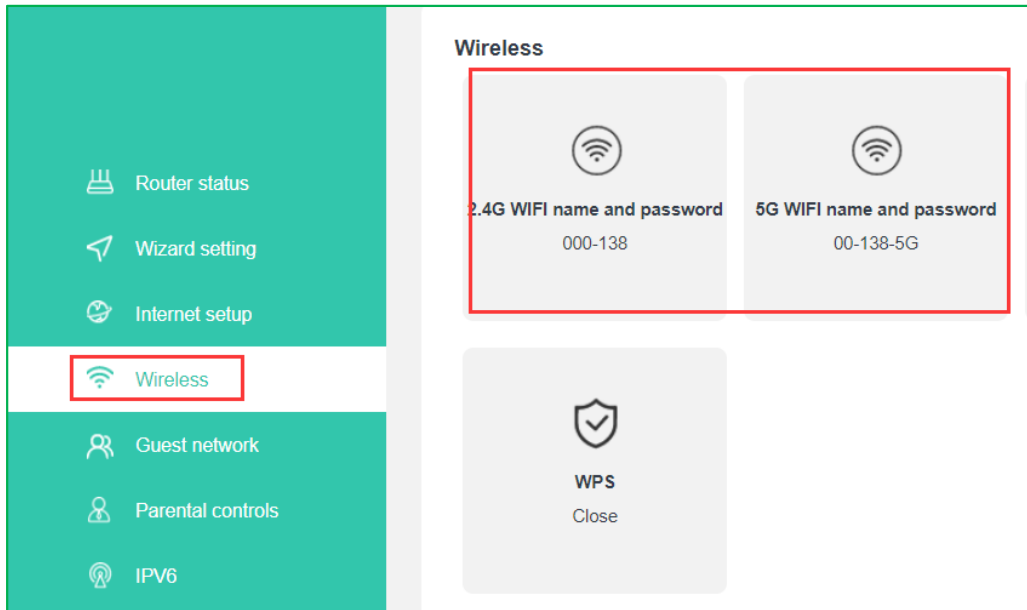 Router status
Wizard setting
Internet setup
Wireless
Guest network
Parental controls
IPV6
Wireless
2.4G WIFI name and password
000-138
5G WIFI name and password
00-138-5G
WPS
Close